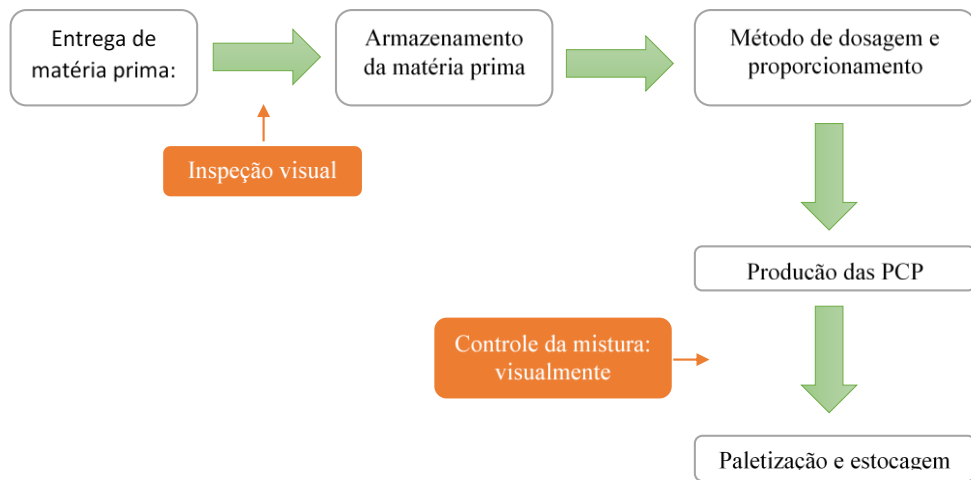 Entrega de
matéria prima:
Armazenamento
da matéria prima
Método de dosagem e
proporcionamento
Inspeção visual
Producão das PCP
Controle da mistura:
visualmente
Paletização e estocagem